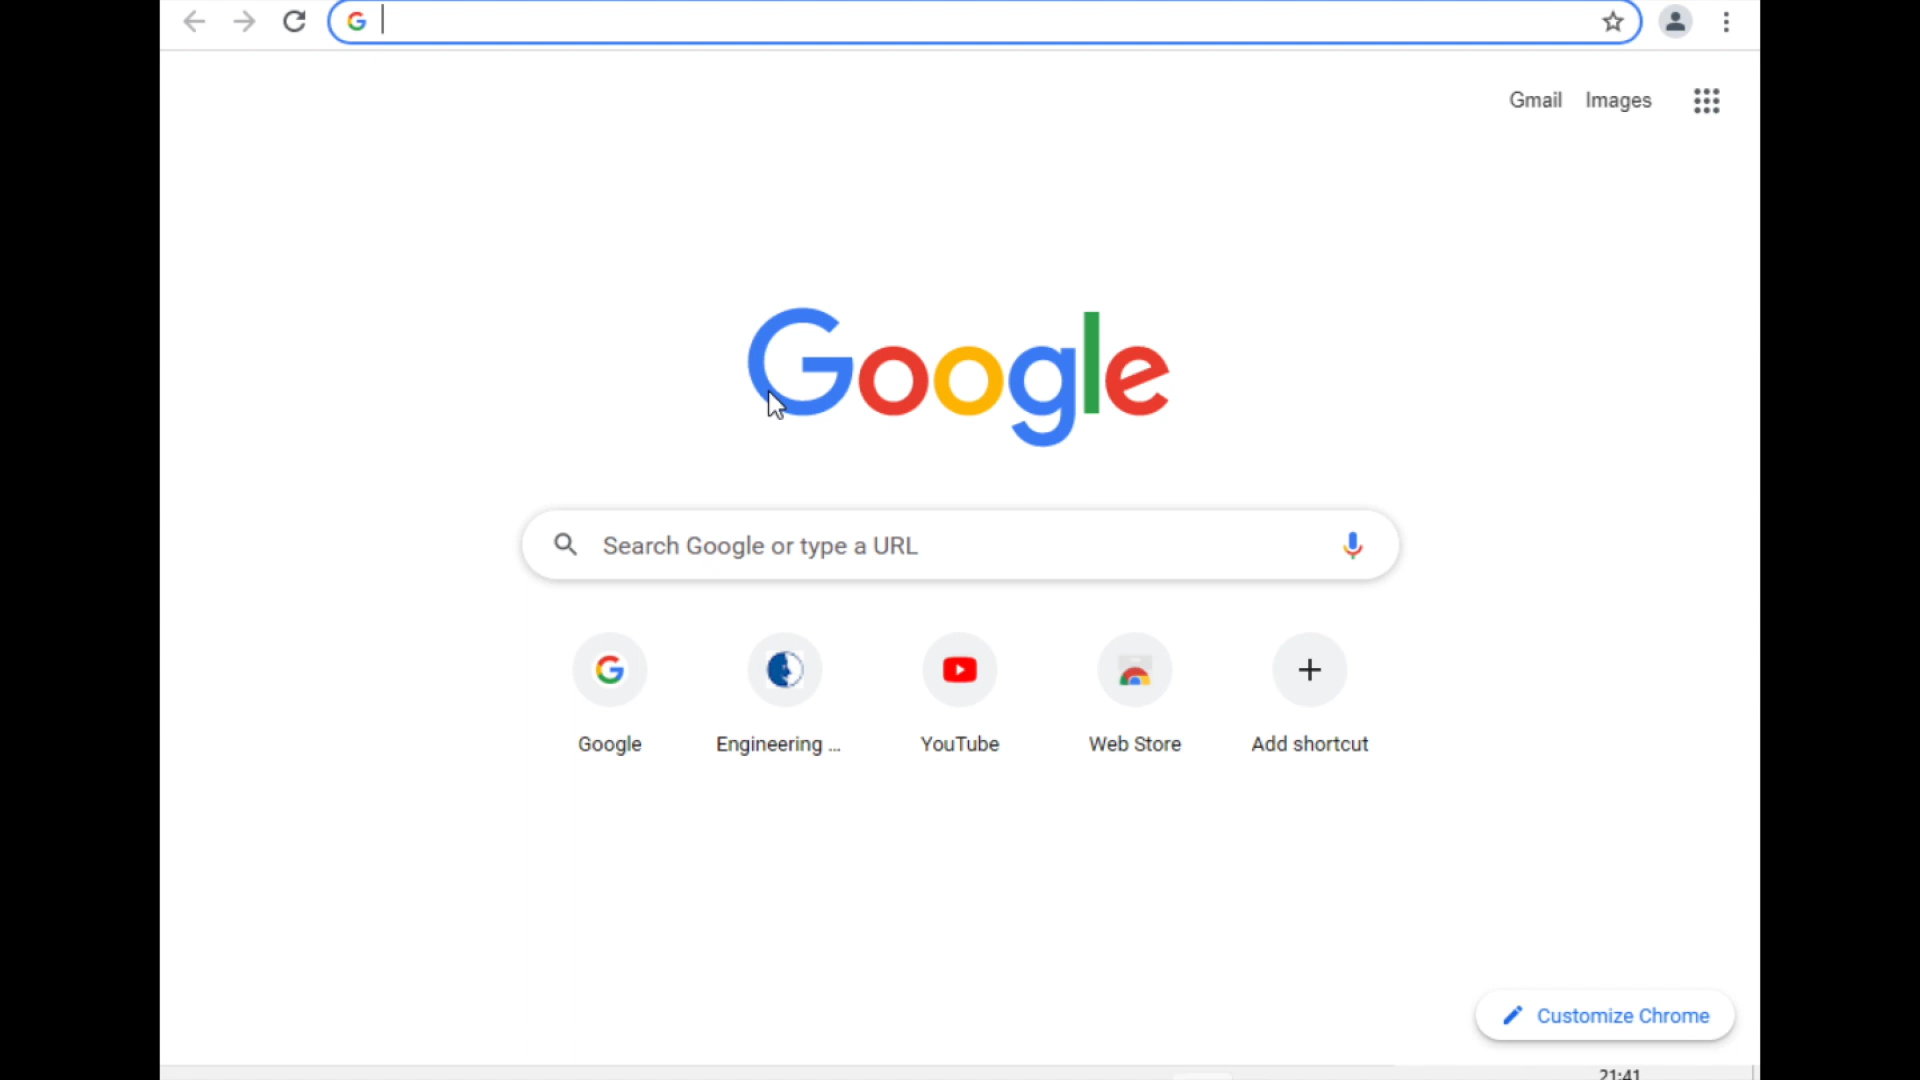 Gmail Images
Google
Search Google or type a URL
Google Engineering ... YouTube Web Store Add shortcut
Customize Chrome
21:41